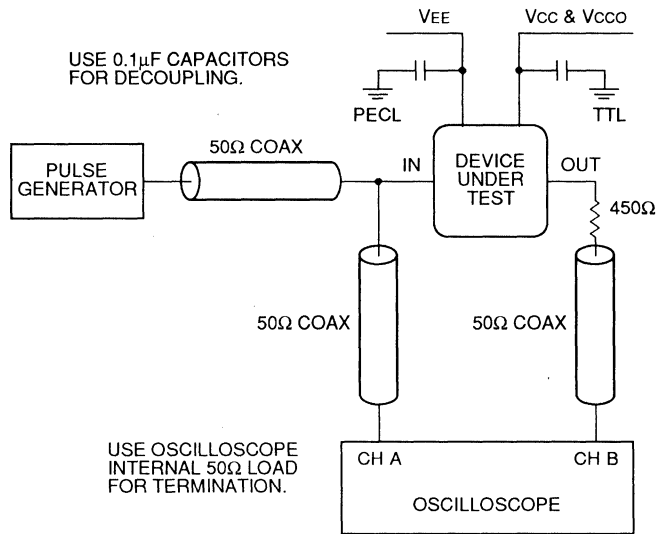 VEE
VCC & VCCO
USE 0.1µF CAPACITORS
FOR DECOUPLING.
PECL
TTL
50Ω COAX
PULSE
GENERATOR
IN
DEVICE
UNDER
TEST
OUT
450Ω
50Ω COAX
50Ω COAX
USE OSCILLOSCOPE
INTERNAL 50Ω LOAD
FOR TERMINATION.
CH A
CH B
OSCILLOSCOPE